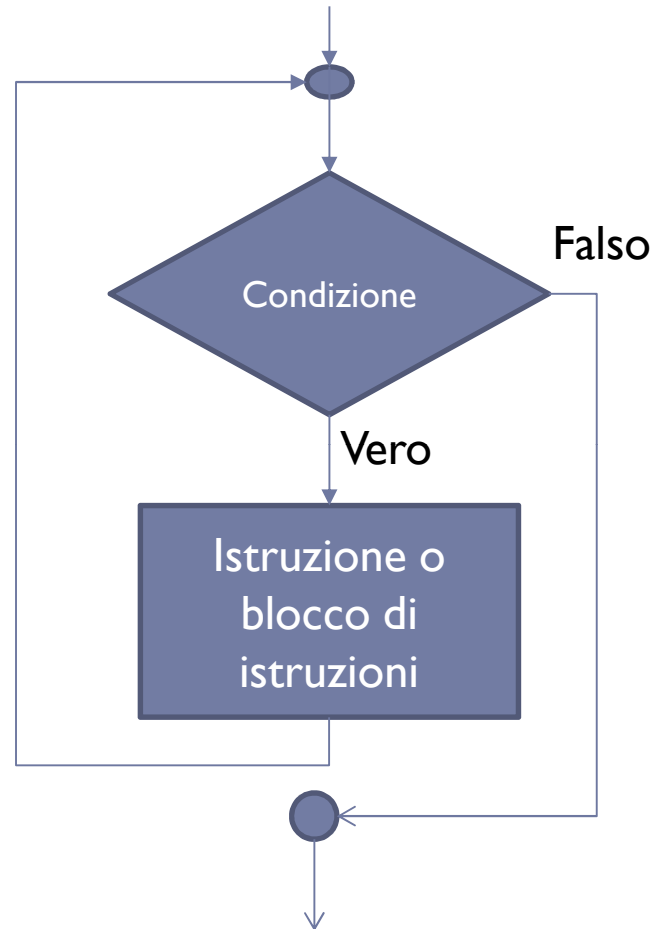 Falso
Condizione
Vero
Istruzione o
blocco di
istruzioni